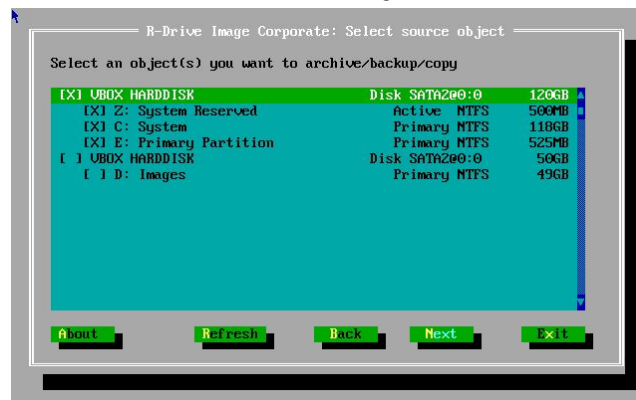 R-Drive Image Corporate: Select source object
Select an object(s) you want to archive/backup/copy
[X] VBOX HARDDISK Disk SATA2@0:0 120GB
[X] Z: System Reserved Active NTFS 500MB
[X] C: System Primary NTFS 118GB
[X] E: Primary Partition Primary NTFS 525MB
[ ] VBOX HARDDISK Disk SATA2@0:0 50GB
[ ] D: Images Primary NTFS 49GB
About Refresh Back Next Exit